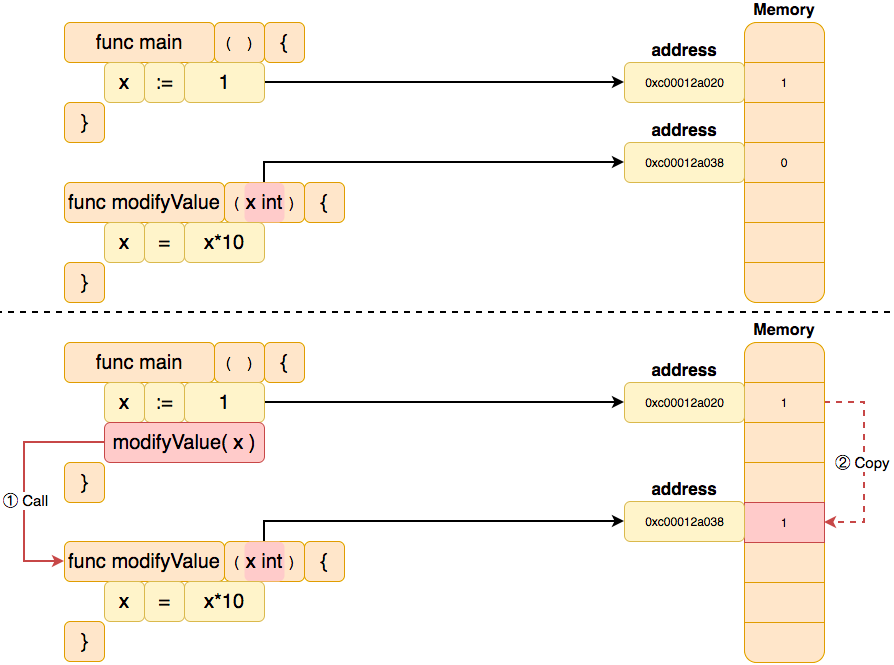 Memory
func main ( ) {
address
x := 1
0xc00012a020 1
}
address
0xc00012a038 0
func modifyValue ( x int ) {
x = x*10
}
Memory
func main ( ) {
address
x := 1
0xc00012a020 1
modifyValue( x )
② Copy
}
address
① Call
0xc00012a038 1
func modifyValue ( x int ) {
x = x*10
}